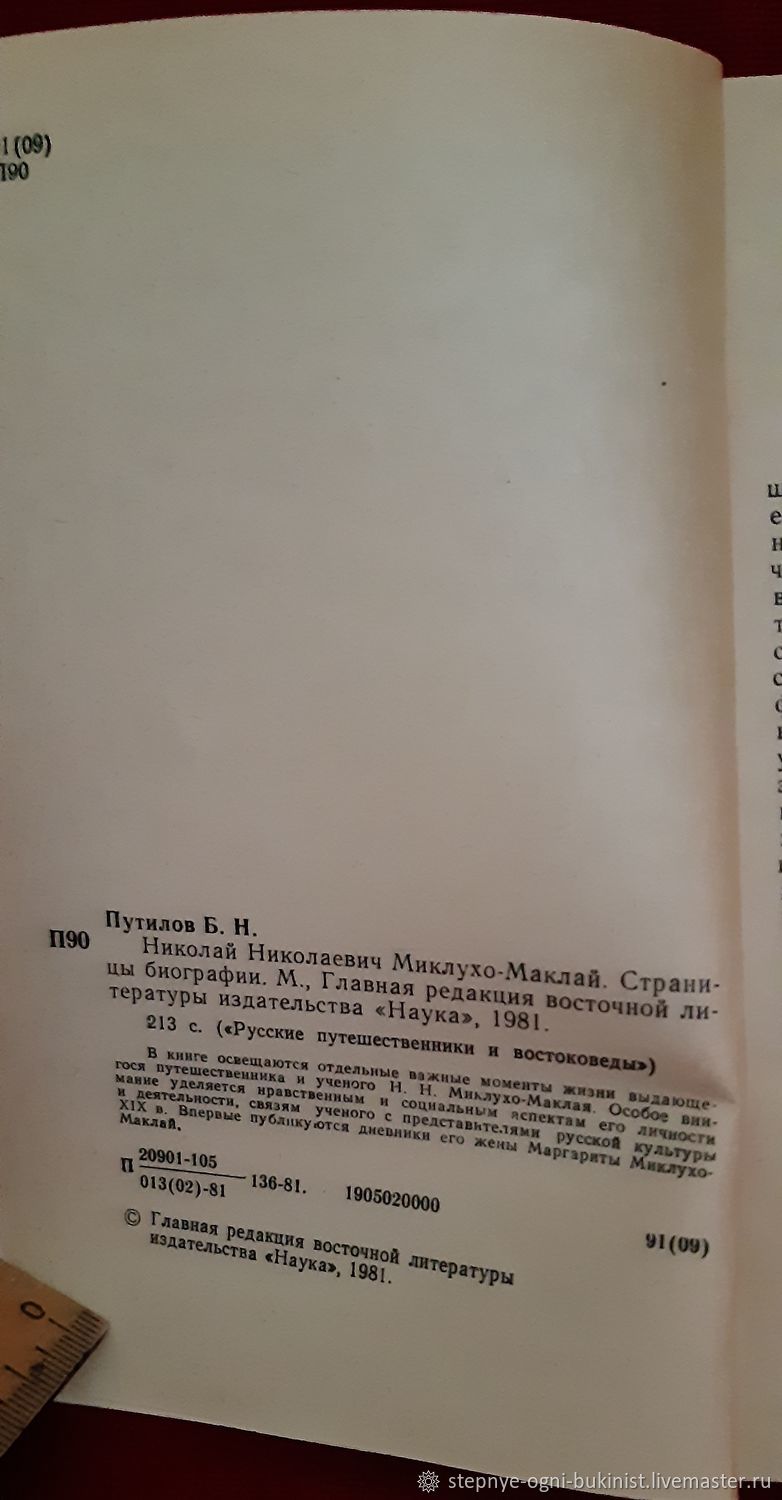 1(09)
П90
Путилов Б. Н.
П90
Николай Николаевич Миклухо-Маклай. Страни-
цы биографии. М., Главная редакция восточной ли-
тературы издательства «Наука», 1981.
213 с. («Русские путешественники и востоковеды»)
В книге освещаются отдельные важные моменты жизни выдающе-
гося путешественника и ученого Н. Н. Миклухо-Маклая. Особое вни-
мание уделяется нравственным и социальным аспектам его личности
и деятельности, связям ученого с представителями русской культуры
XIX в. Впервые публикуются дневники его жены Маргариты Миклухо-
Маклай.
П 20901-105
013(02)-81
136-81. 1905020000
91(09)
© Главная редакция восточной литературы
издательства «Наука», 1981.
0
ш
е
н
ч
в
т
с
с
stepnye-ogni-bukinist.livemaster.ru